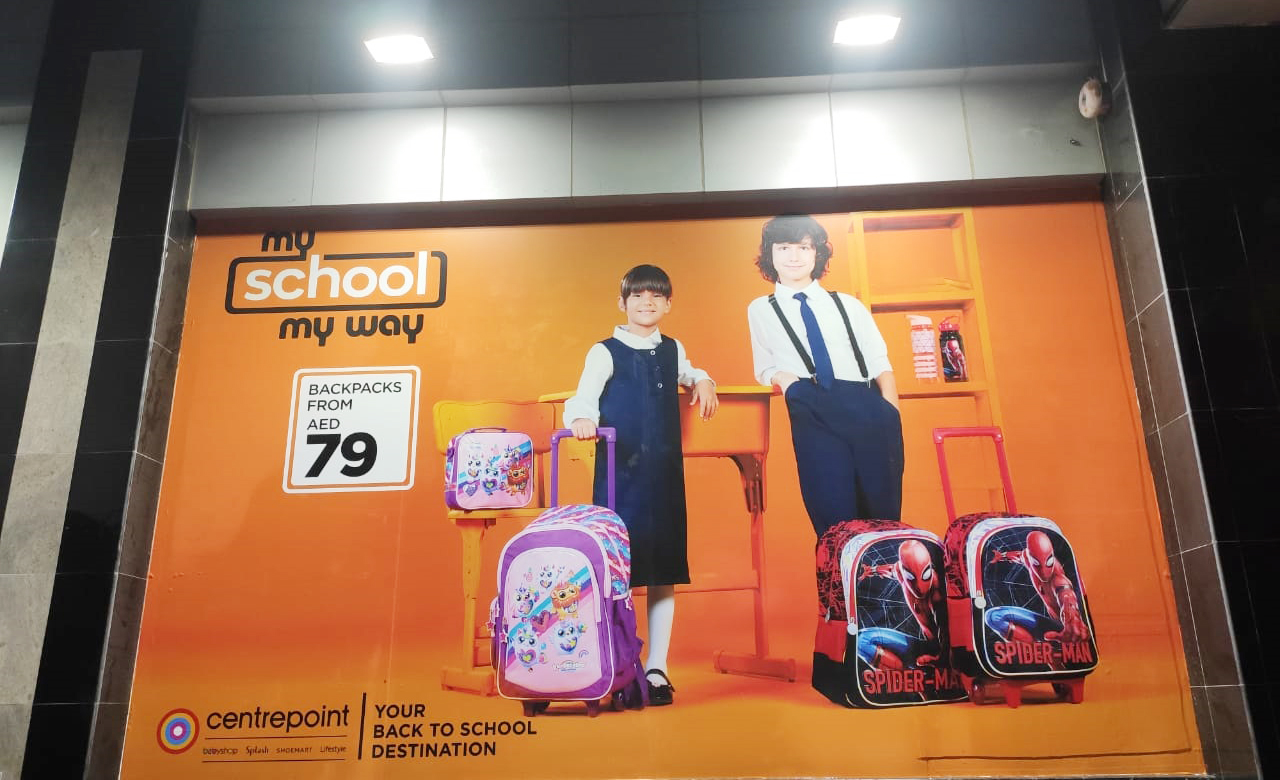 my
school
my way
BACKPACKS
FROM
AED
79
centrepoint
babyshop Splash SHOEMART Lifestyle
YOUR
BACK TO SCHOOL
DESTINATION
SPIDER-MA
SPIDER-MAN